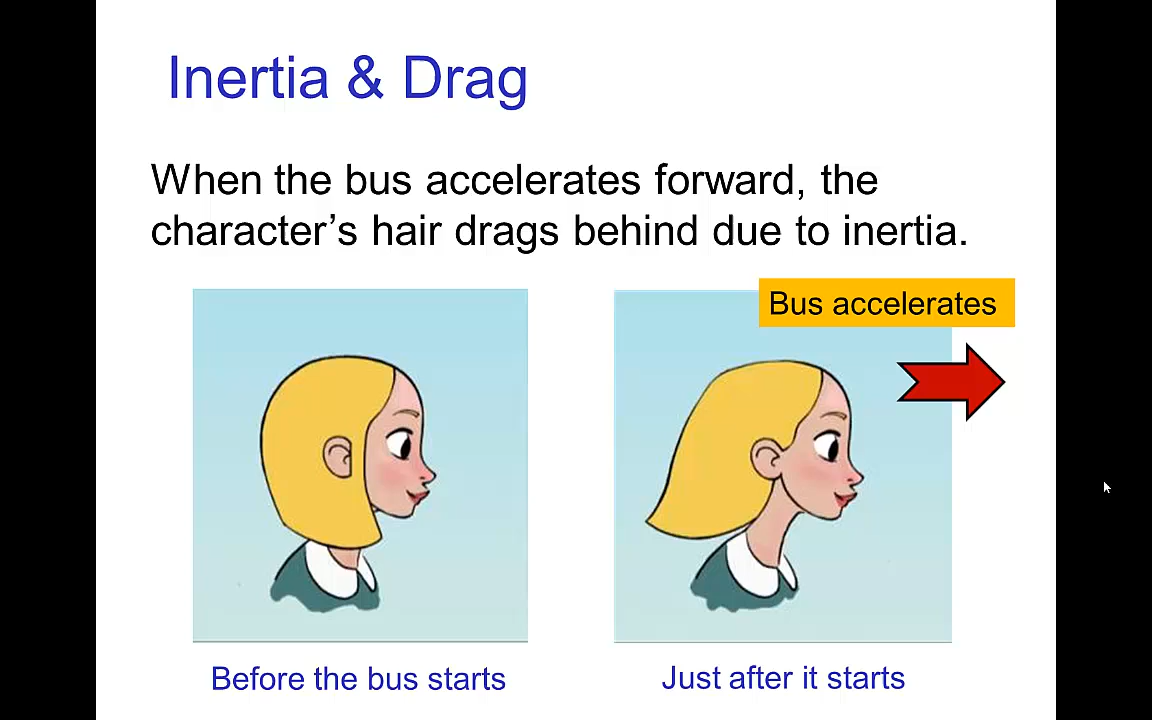 Inertia & Drag
When the bus accelerates forward, the
character’s hair drags behind due to inertia.
Bus accelerates
Before the bus starts
Just after it starts